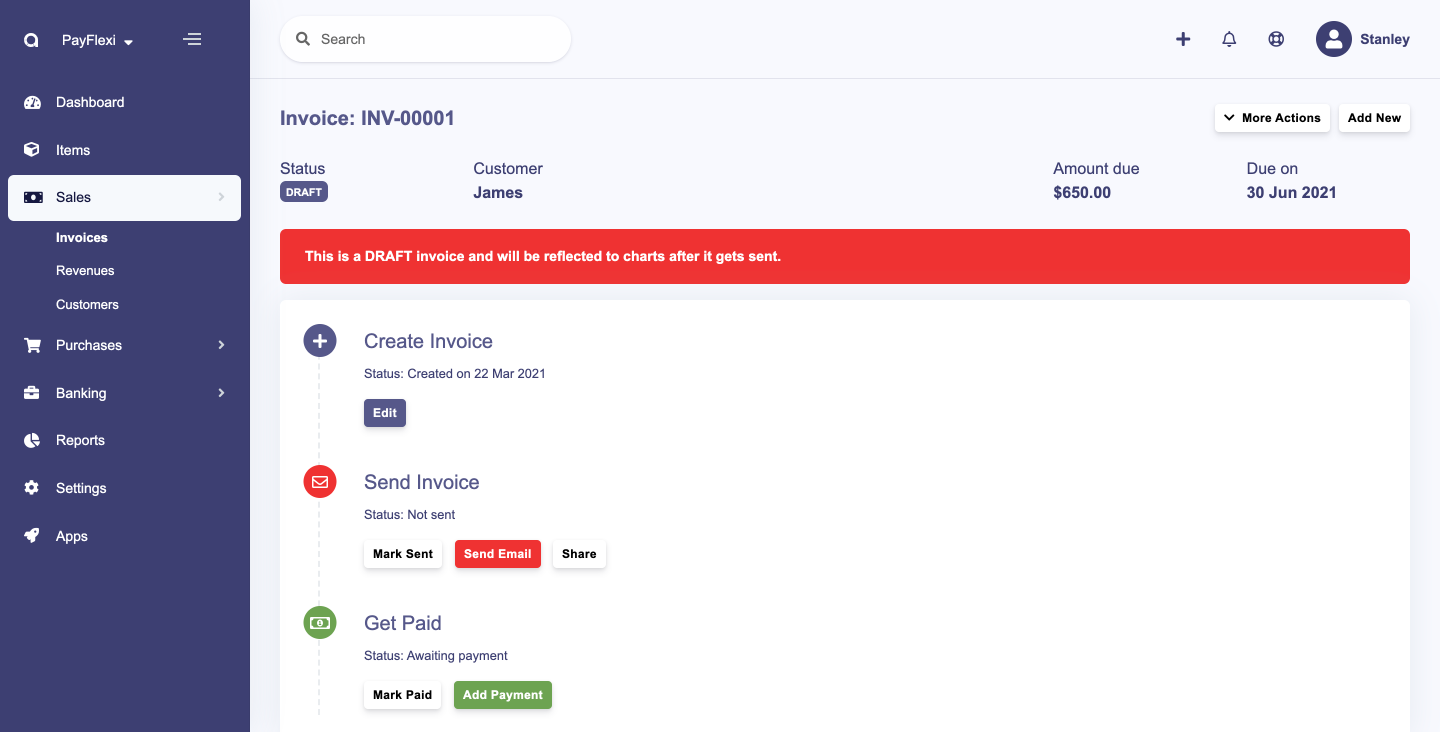 PayFlexi
Search
Stanley
Dashboard
Items
Sales
Invoices
Revenues
Customers
Purchases
Banking
Reports
Settings
Apps
Invoice: INV-00001
More Actions
Add New
Status
DRAFT
Customer
James
Amount due
$650.00
Due on
30 Jun 2021
This is a DRAFT invoice and will be reflected to charts after it gets sent.
Create Invoice
Status: Created on 22 Mar 2021
Edit
Send Invoice
Status: Not sent
Mark Sent
Send Email
Share
Get Paid
Status: Awaiting payment
Mark Paid
Add Payment